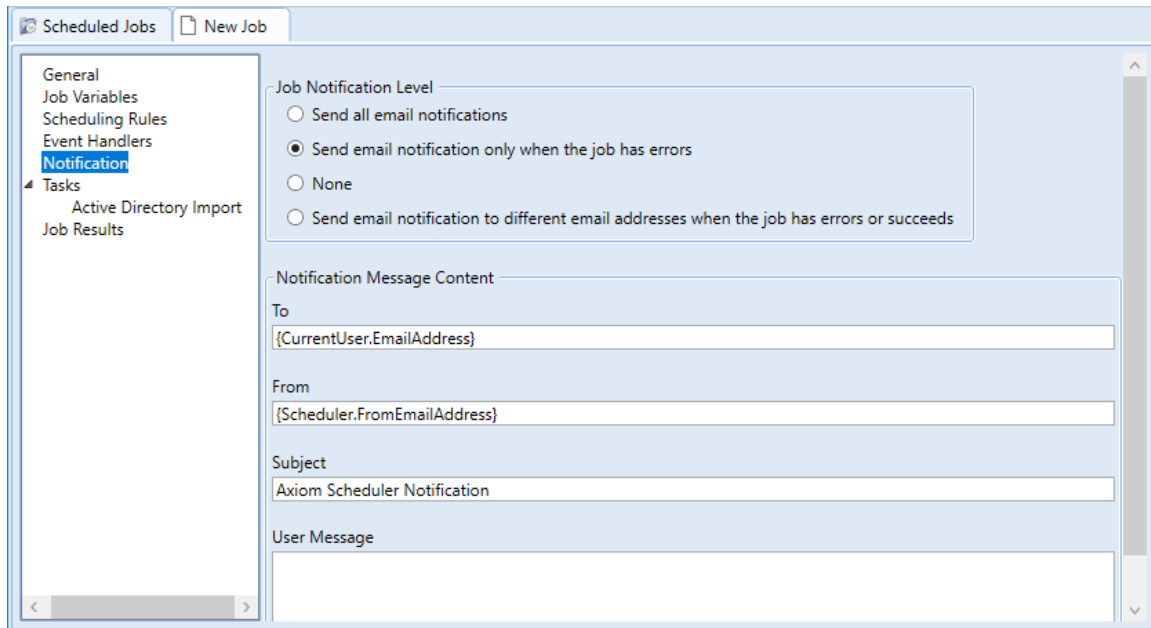 Scheduled Jobs
New Job
General
Job Variables
Scheduling Rules
Event Handlers
Notification
Tasks
Active Directory Import
Job Results
Job Notification Level
Send all email notifications
Send email notification only when the job has errors
None
Send email notification to different email addresses when the job has errors or succeeds
Notification Message Content
To
{CurrentUser.EmailAddress}
From
{Scheduler.FromEmailAddress}
Subject
Axiom Scheduler Notification
User Message